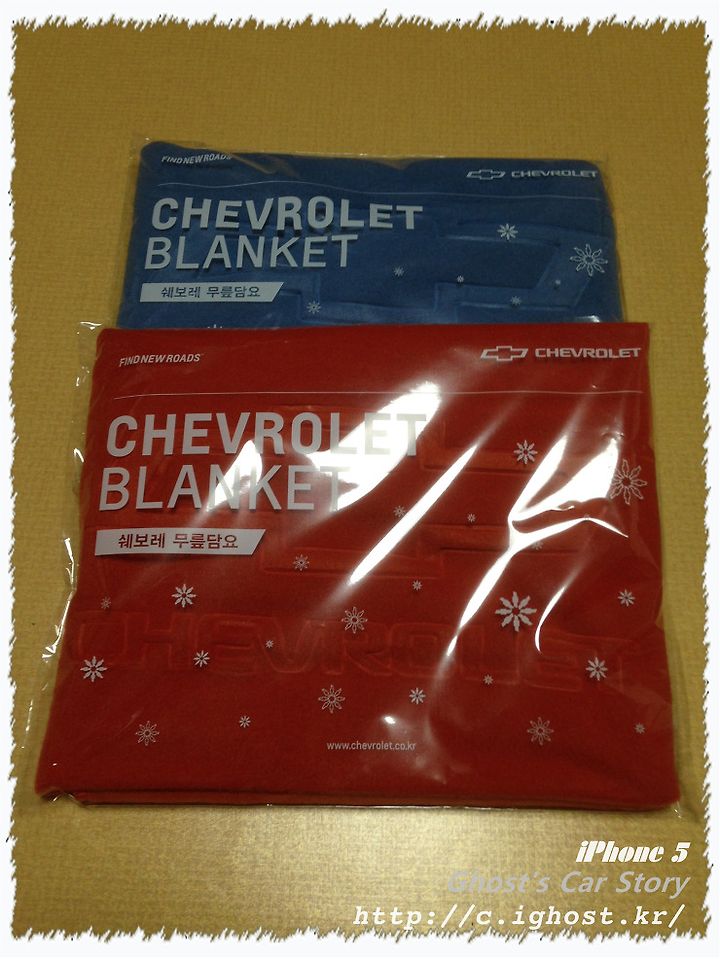 FIND NEW ROADS
CHEVROLET
CHEVROLET
BLANKET
쉐보레 무릎담요
FIND NEW ROADS
CHEVROLET
CHEVROLET
BLANKET
쉐보레 무릎담요
CHEVROLET
www.chevrolet.co.kr
iPhone 5
Ghost's Car Story
http://c.ighost.kr/